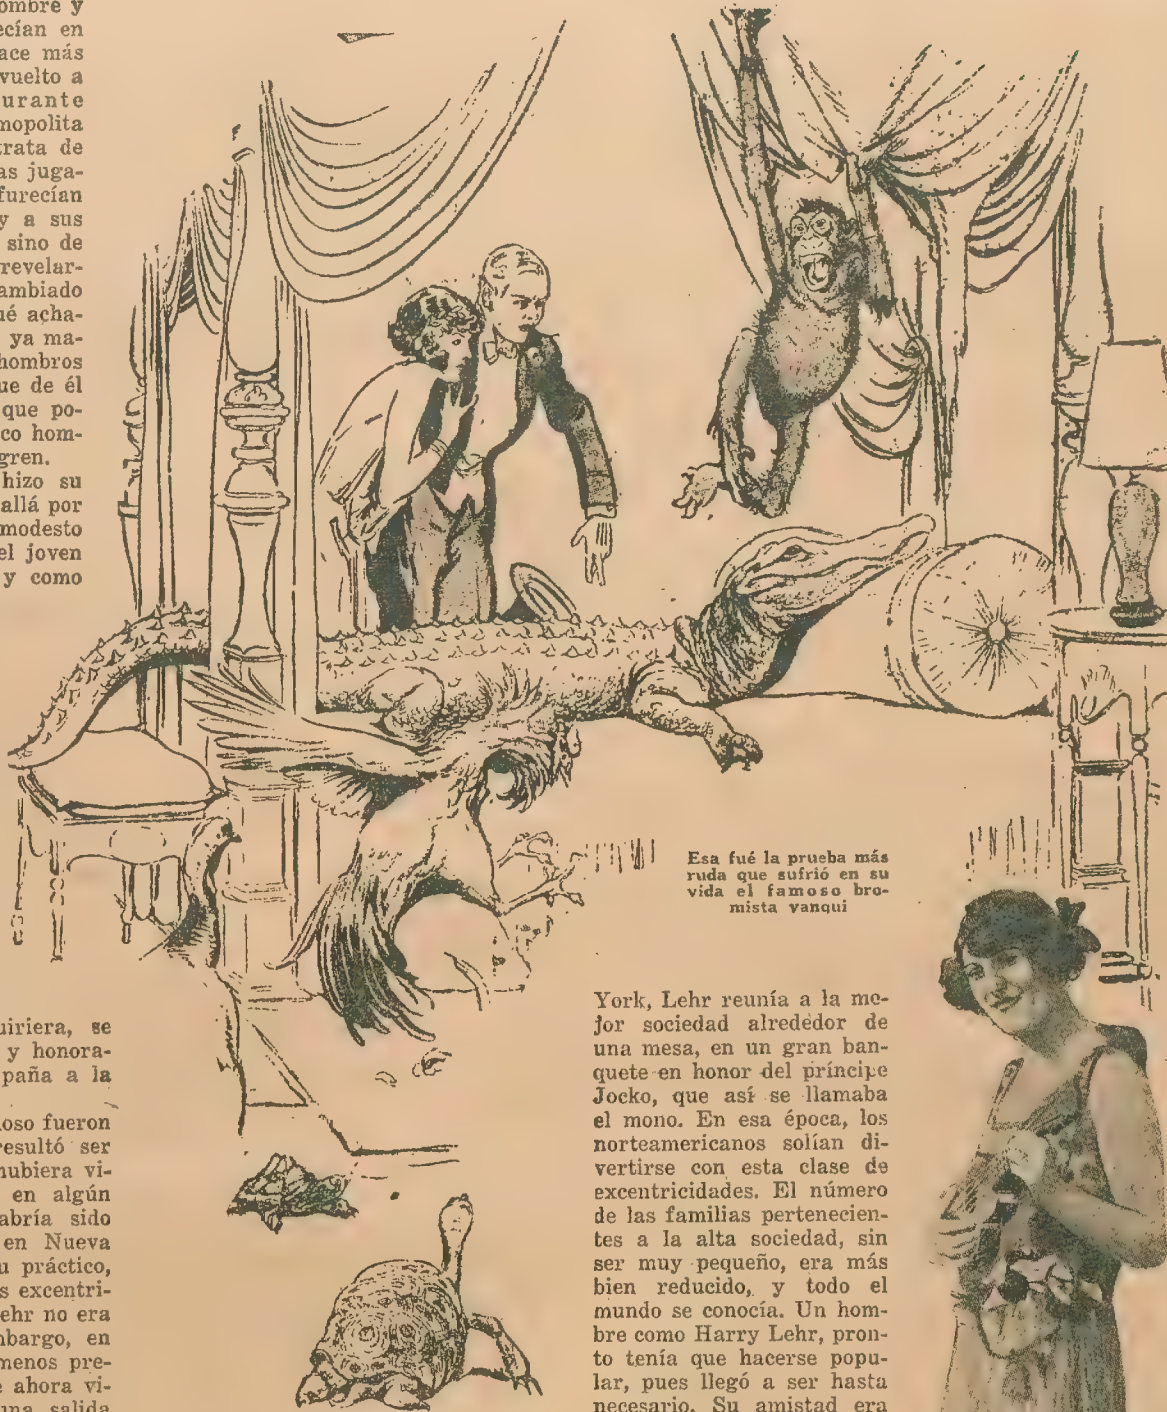 ombre y
ecían en
ace más
vuelto a
urante
mopolita
trata de
as juga-
furecían
y a sus
sino de
revelar-
ambiado
ué acha-
ya ma-
hombros
ue de él
que po-
co hom-
gren.
hizo su
allá por
modesto
el joven
y como
uiriera, se
y honora-
paña a la
oso fueron
resultó ser
hubiera vi-
en algún
abría sido
en Nueva
u práctico,
s excentri-
ehr no era
mbargo, en
menos pre-
e ahora vi-
una salida
Esa fué la prueba más
ruda que sufrió en su
vida el famoso bro-
mista yanqui
York, Lehr reunía a la me-
jor sociedad alrededor de
una mesa, en un gran ban-
quete en honor del príncipe
Jocko, que así se llamaba
el mono. En esa época, los
norteamericanos solían di-
vertirse con esta clase de
excentricidades. El número
de las familias pertenecien-
tes a la alta sociedad, sin
ser muy pequeño, era más
bien reducido, y todo el
mundo se conocía. Un hom-
bre como Harry Lehr, pron-
to tenía que hacerse popu-
lar, pues llegó a ser hasta
necesario. Su amistad era